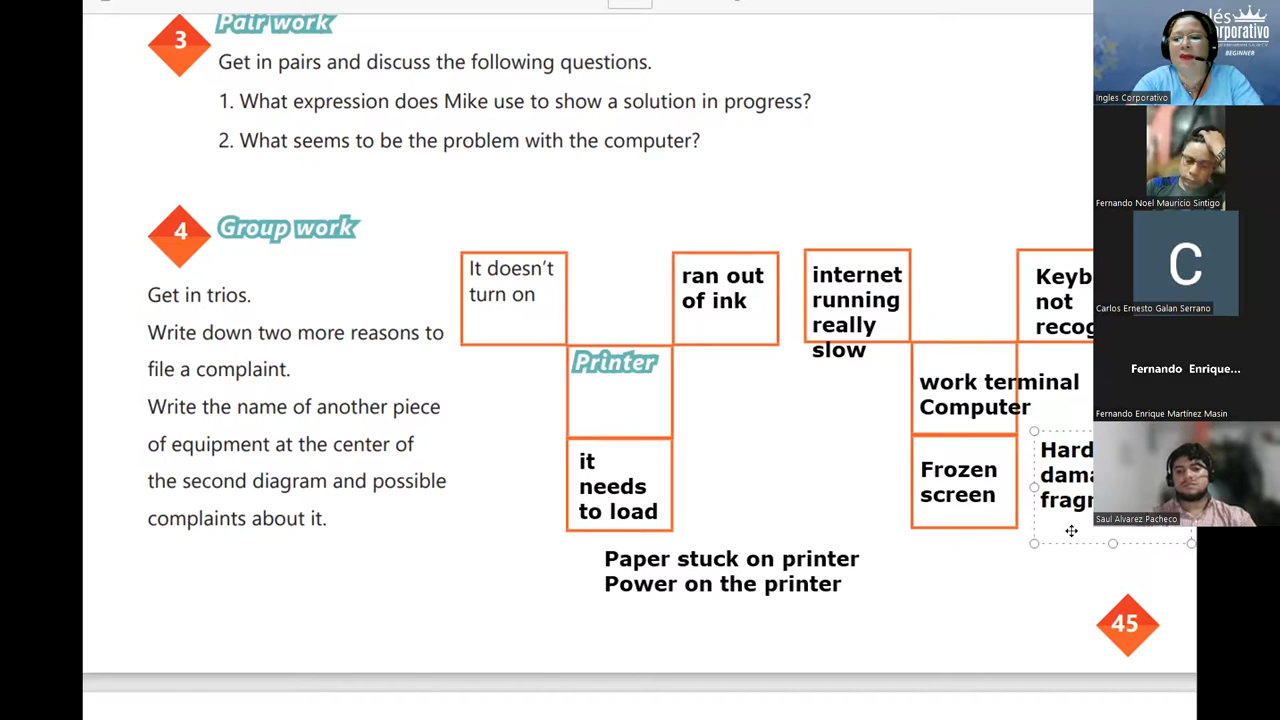 3
Pair work
Get in pairs and discuss the following questions.
1. What expression does Mike use to show a solution in progress?
2. What seems to be the problem with the computer?
4
Group work
Get in trios.
Write down two more reasons to
file a complaint.
Write the name of another piece
of equipment at the center of
the second diagram and possible
complaints about it.
It doesn't
turn on
ran out
of ink
Printer
it
needs
to load
Paper stuck on printer
Power on the printer
internet
running
really
slow
not
work terminal
Computer
Frozen
screen
45
BEGINNER
Ingles Corporativo
Fernando Noel Mauricio Sintigo
C
Carlos Ernesto Galan Serrano
Fernando Enrique...
Fernando Enrique Martínez Masin
Saul Alvarez Pacheco